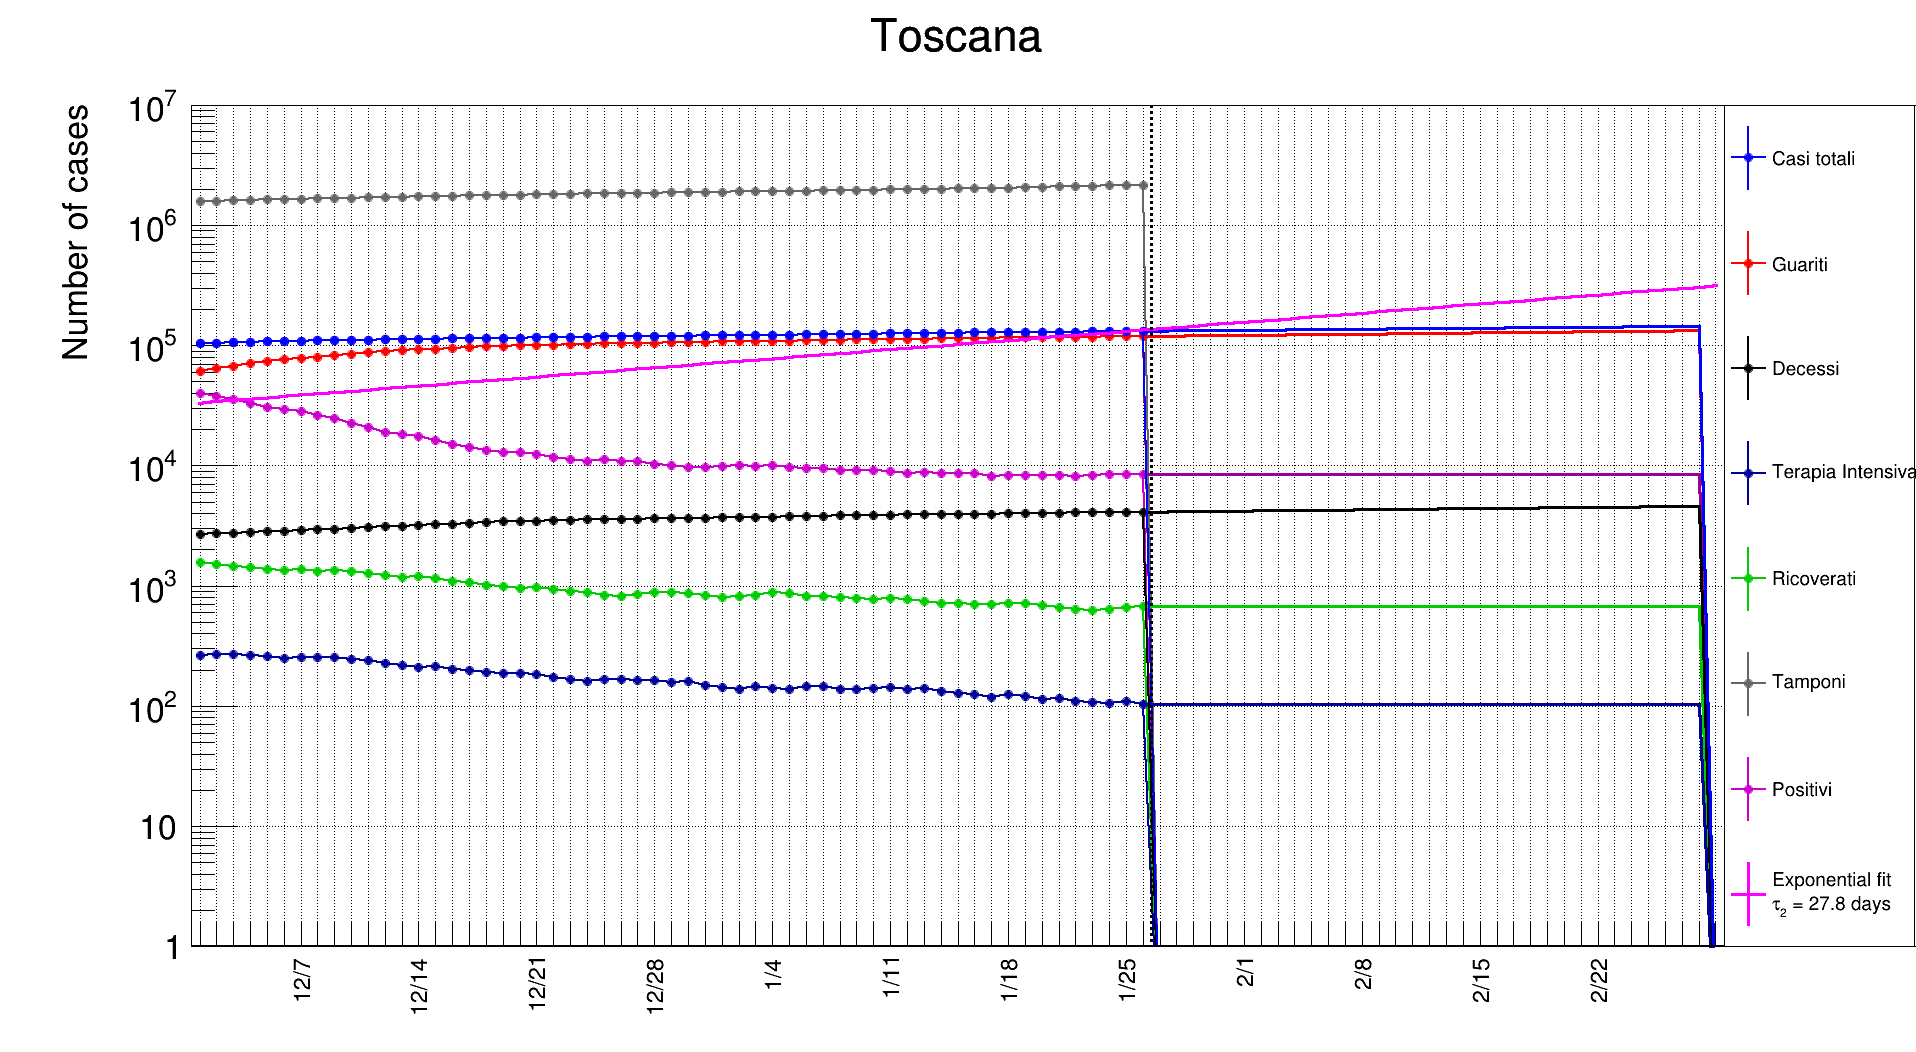 Toscana
Number of cases
10^7
10^6
10^5
10^4
10^3
10^2
10
1
12/7
12/14
12/21
12/28
1/4
1/11
1/18
1/25
2/1
2/8
2/15
2/22
Casi totali
Guariti
Decessi
Terapia Intensiva
Ricoverati
Tamponi
Positivi
Exponential fit
τ_2 = 27.8 days